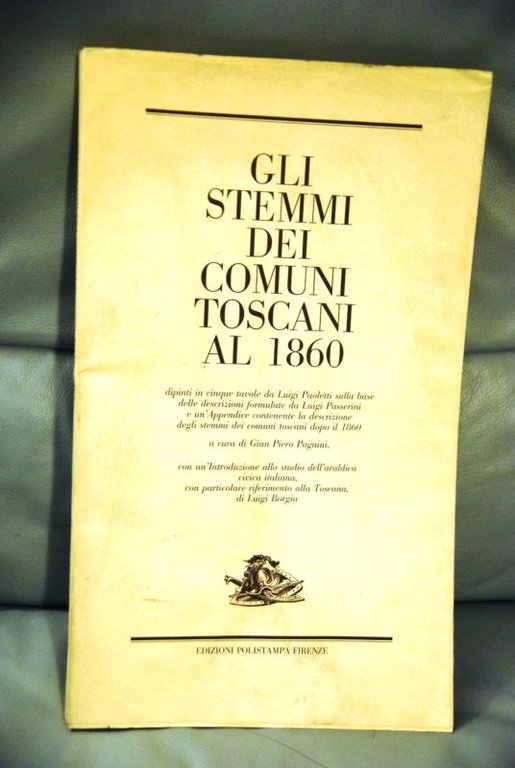 GLI
STEMMI
DEI
COMUNI
TOSCANI
AL 1860
dipinti in cinque tavole da Luigi Paoletti sulla base
delle descrizioni formulate da Luigi Passerini
e un'Appendice contenente la descrizione
degli stemmi dei comuni toscani dopo il 1860
a cura di Gian Piero Pagnini,
con un'Introduzione allo studio dell'araldica
civica italiana,
con particolare riferimento alla Toscana,
di Luigi Borgia
EDIZIONI POLISTAMPA FIRENZE